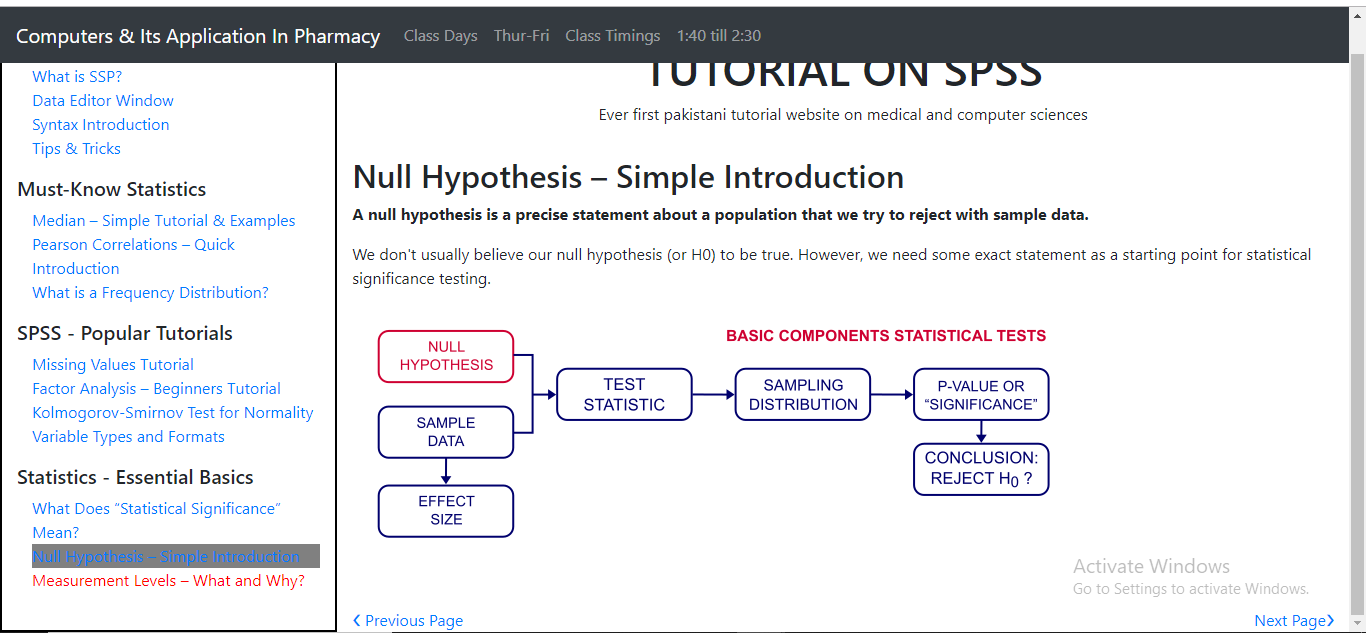 Computers & Its Application In Pharmacy Class Days Thur-Fri Class Timings 1:40 till 2:30
What is SSP?
Data Editor Window
Syntax Introduction
Tips & Tricks
Must-Know Statistics
Median – Simple Tutorial & Examples
Pearson Correlations – Quick
Introduction
What is a Frequency Distribution?
SPSS - Popular Tutorials
Missing Values Tutorial
Factor Analysis – Beginners Tutorial
Kolmogorov-Smirnov Test for Normality
Variable Types and Formats
Statistics - Essential Basics
What Does “Statistical Significance”
Mean?
Null Hypothesis – Simple Introduction
Measurement Levels – What and Why?
TUTORIAL ON SPSS
Ever first pakistani tutorial website on medical and computer sciences
Null Hypothesis – Simple Introduction
A null hypothesis is a precise statement about a population that we try to reject with sample data.
We don't usually believe our null hypothesis (or H0) to be true. However, we need some exact statement as a starting point for statistical
significance testing.
BASIC COMPONENTS STATISTICAL TESTS
NULL
HYPOTHESIS
SAMPLE
DATA
EFFECT
SIZE
TEST
STATISTIC
SAMPLING
DISTRIBUTION
P-VALUE OR
“SIGNIFICANCE”
CONCLUSION:
REJECT H0 ?
Activate Windows
Go to Settings to activate Windows.
❮ Previous Page
Next Page❯